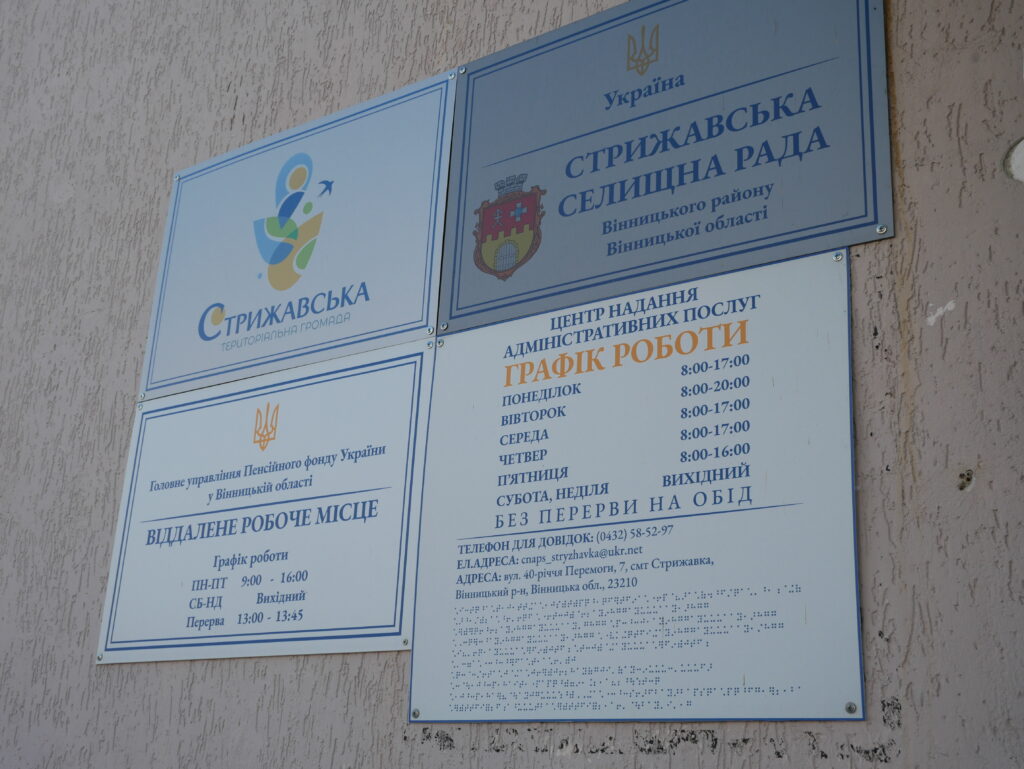 СТРИЖАВСЬКА
ТЕРИТОРІАЛЬНА ГРОМАДА
Україна
СТРИЖАВСЬКА
СЕЛИЩНА РАДА
Вінницького району
Вінницької області
Головне управління Пенсійного фонду України
у Вінницькій області
ВІДДАЛЕНЕ РОБОЧЕ МІСЦЕ
Графік роботи
ПН-ПТ 9:00 - 16:00
СБ-НД Вихідний
Перерва 13:00 - 13:45
ЦЕНТР НАДАННЯ
АДМІНІСТРАТИВНИХ ПОСЛУГ
ГРАФІК РОБОТИ
ПОНЕДІЛОК 8:00-17:00
ВІВТОРОК 8:00-20:00
СЕРЕДА 8:00-17:00
ЧЕТВЕР 8:00-17:00
П'ЯТНИЦЯ 8:00-16:00
СУБОТА, НЕДІЛЯ ВИХІДНИЙ
БЕЗ ПЕРЕРВИ НА ОБІД
ТЕЛЕФОН ДЛЯ ДОВІДОК: (0432) 58-52-97
ЕЛ.АДРЕСА: cnaps_stryzhavka@ukr.net
АДРЕСА: вул. 40-річчя Перемоги, 7, смт Стрижавка,
Вінницький р-н, Вінницька обл., 23210